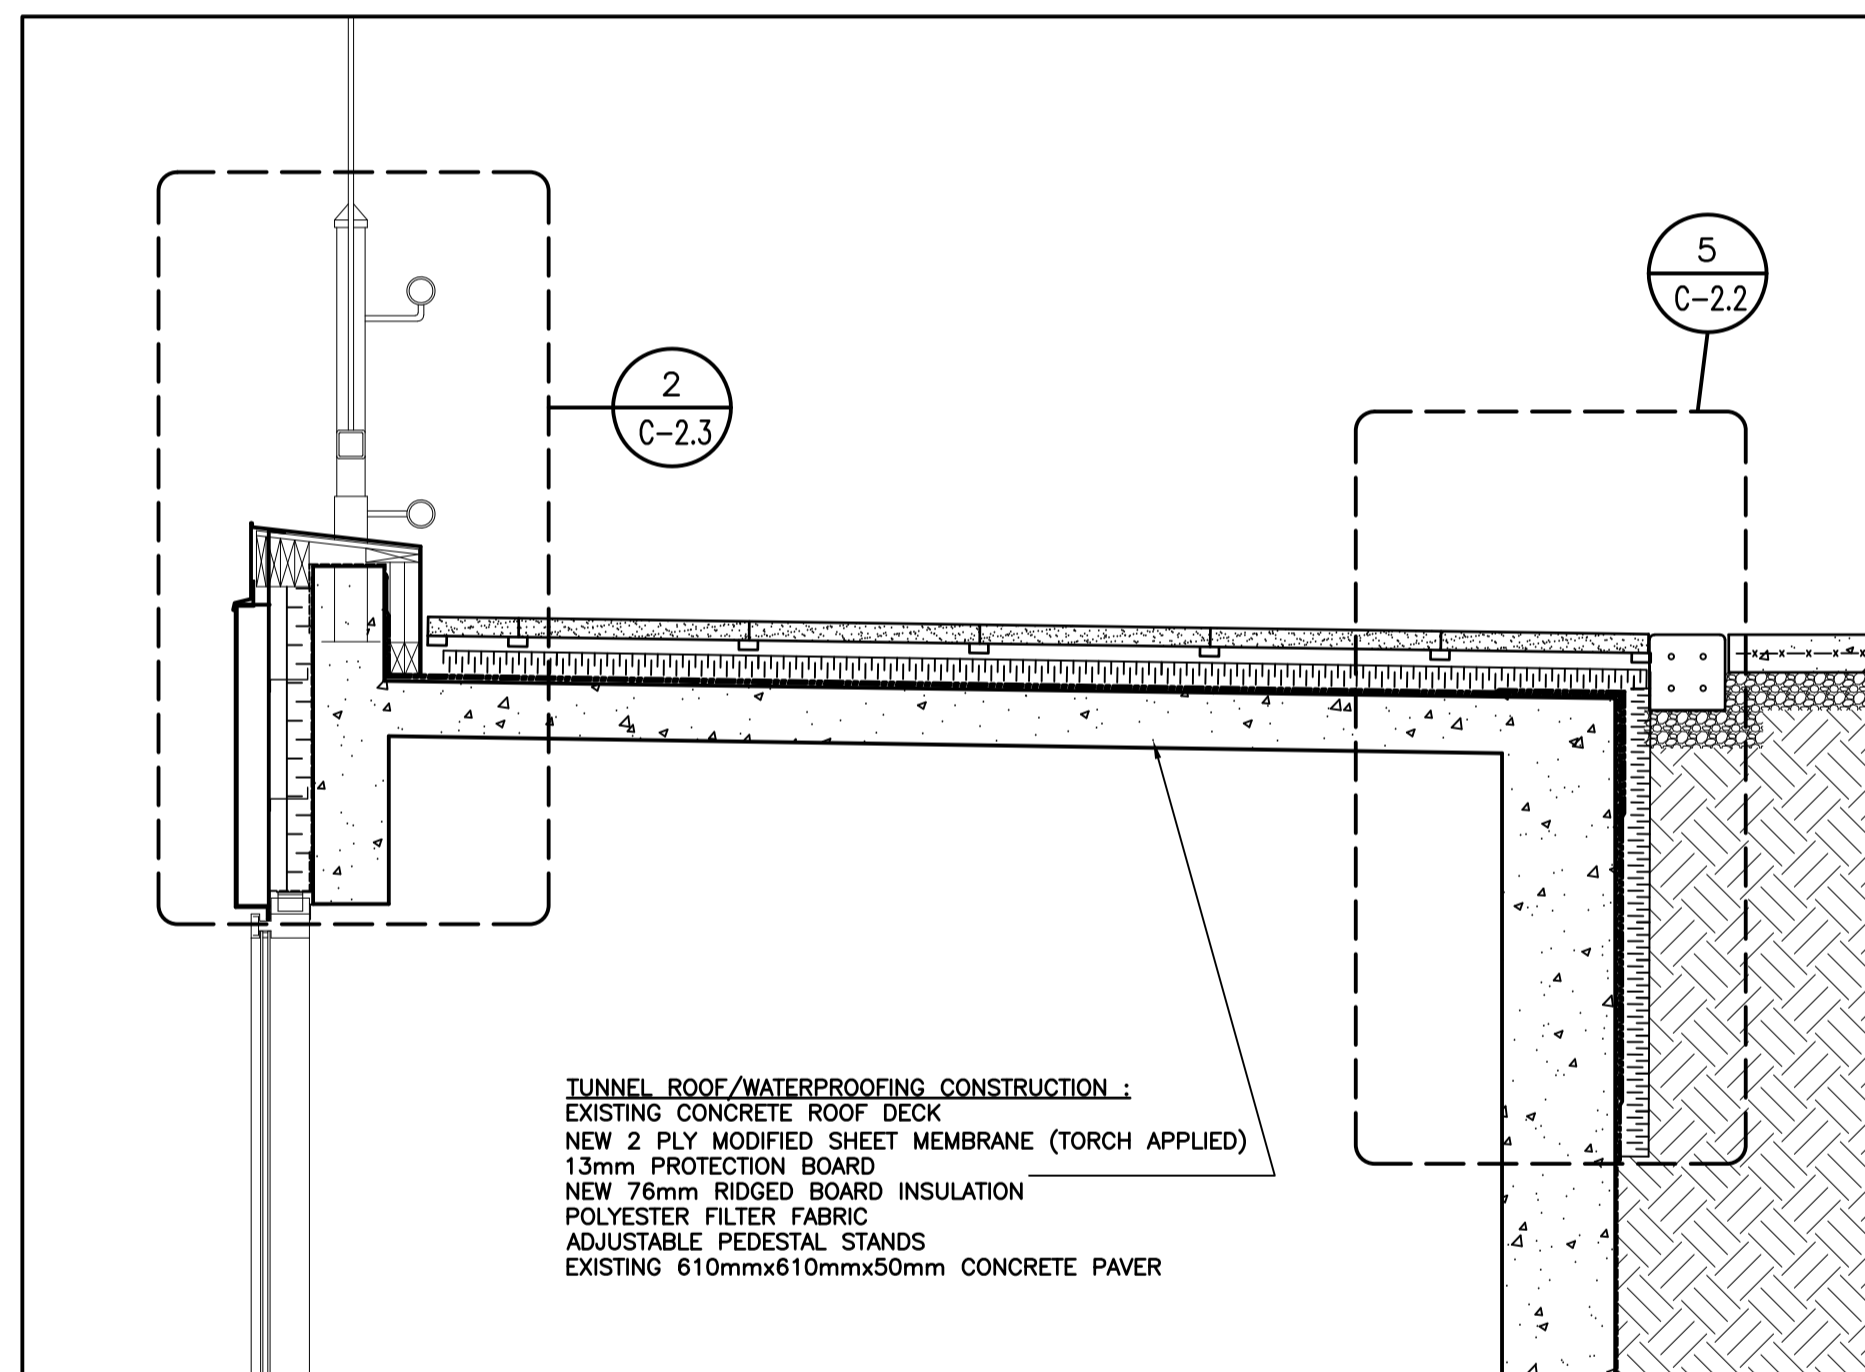 5
C-2.2
2
C-2.3
TUNNEL ROOF/WATERPROOFING CONSTRUCTION :
EXISTING CONCRETE ROOF DECK
NEW 2 PLY MODIFIED SHEET MEMBRANE (TORCH APPLIED)
13mm PROTECTION BOARD
NEW 76mm RIDGED BOARD INSULATION
POLYESTER FILTER FABRIC
ADJUSTABLE PEDESTAL STANDS
EXISTING 610mmx610mmx50mm CONCRETE PAVER